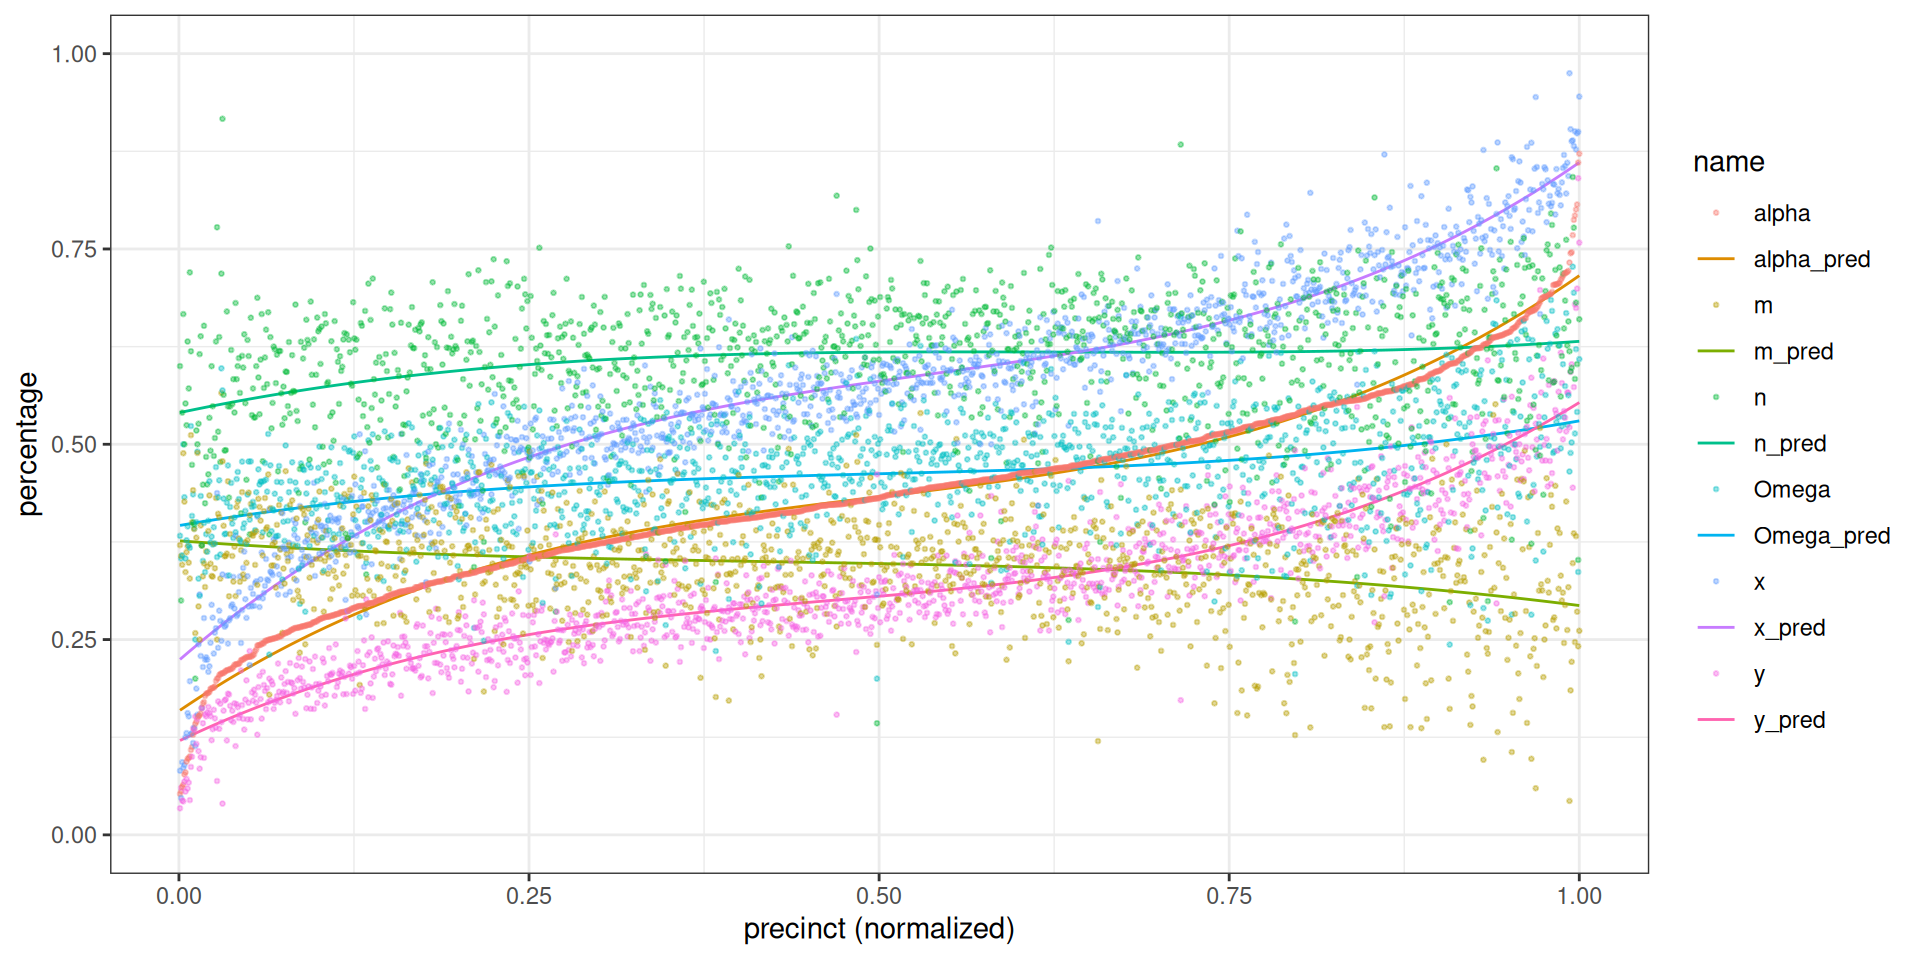 1.00
0.75
0.50
0.25
0.00
percentage
0.00 0.25 0.50 0.75 1.00
precinct (normalized)
name
alpha
alpha_pred
m
m_pred
n
n_pred
Omega
Omega_pred
x
x_pred
y
y_pred